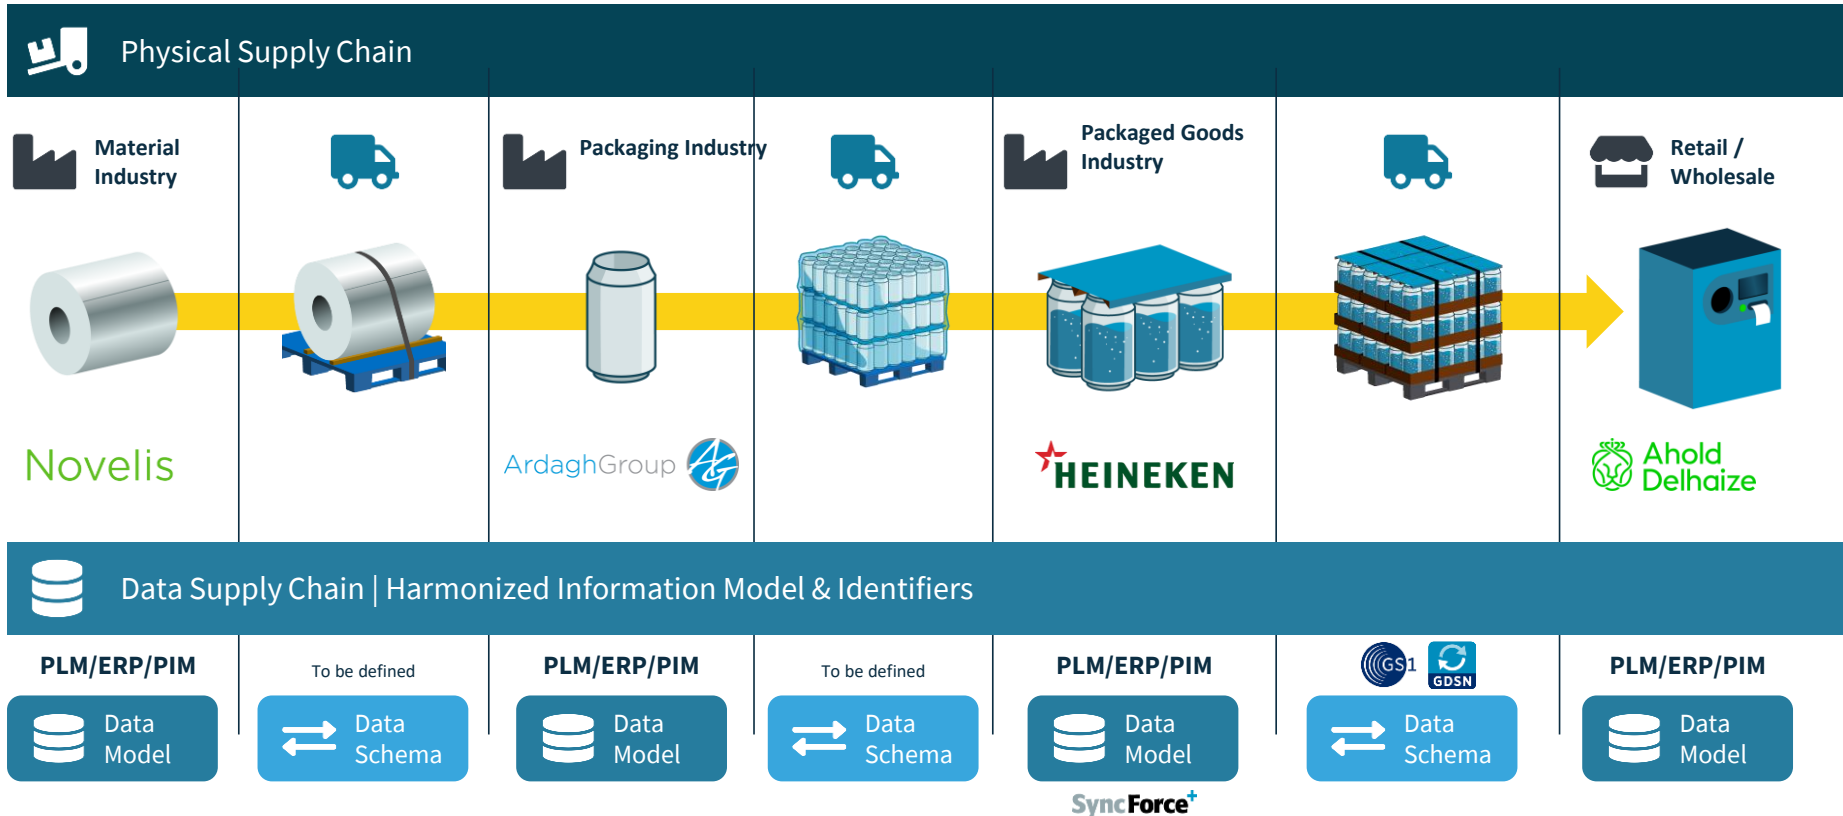 Physical Supply Chain
Material
Industry
Packaging Industry
Packaged Goods
Industry
Retail /
Wholesale
Novelis
ArdaghGroup AG
HEINEKEN
Ahold
Delhaize
Data Supply Chain | Harmonized Information Model & Identifiers
PLM/ERP/PIM
To be defined
PLM/ERP/PIM
To be defined
PLM/ERP/PIM
GS1
GDSN
PLM/ERP/PIM
Data
Model
Data
Schema
Data
Model
Data
Schema
Data
Model
Data
Schema
Data
Model
SyncForce+